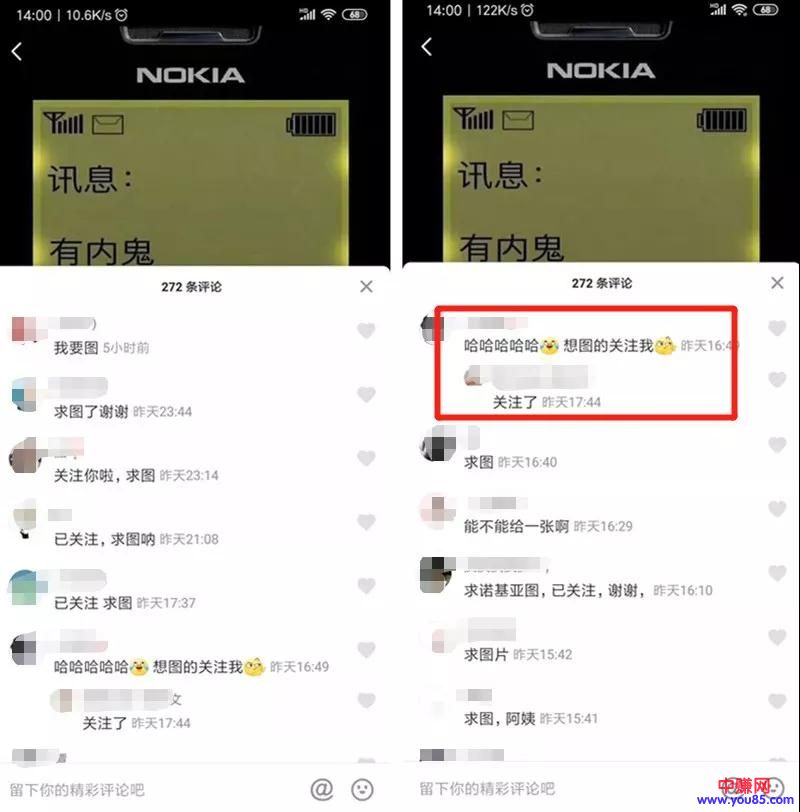 14:00 | 10.6K/s
HD
68
NOKIA
讯息：
有内鬼
272 条评论
我要图 5小时前
求图了谢谢 昨天23:44
关注你啦，求图 昨天23:14
已关注，求图呐 昨天21:08
已关注 求图 昨天17:37
哈哈哈哈哈😂 想图的关注我🤔 昨天16:49
文
关注了 昨天17:44
留下你的精彩评论吧
@
14:00 | 122K/s
HD
68
NOKIA
讯息：
有内鬼
272 条评论
哈哈哈哈哈😂 想图的关注我🤔 昨天16:49
关注了 昨天17:44
求图 昨天16:40
能不能给一张啊 昨天16:29
求诺基亚图，已关注，谢谢， 昨天16:10
求图片 昨天15:42
求图，阿姨 昨天15:41
留下你的精彩评论吧
中赚网
www.you85.com